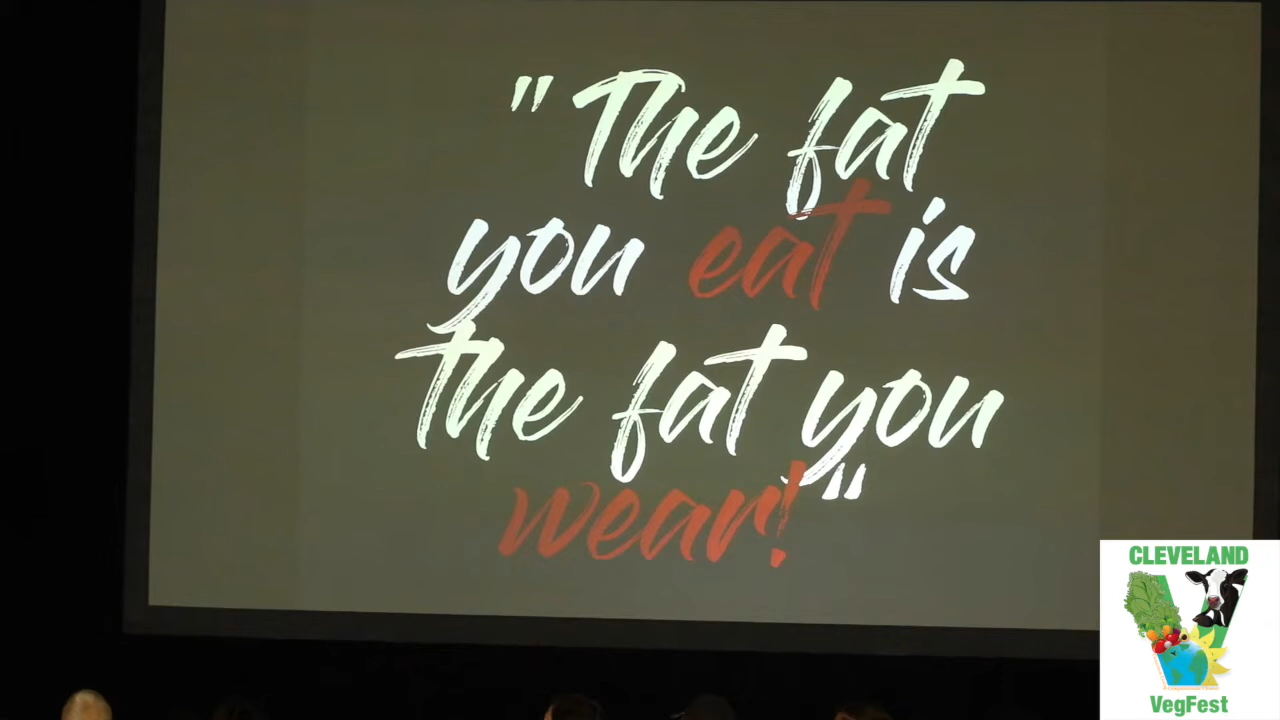 "The fat
you eat is
the fat you
wear!"
CLEVELAND
VegFest